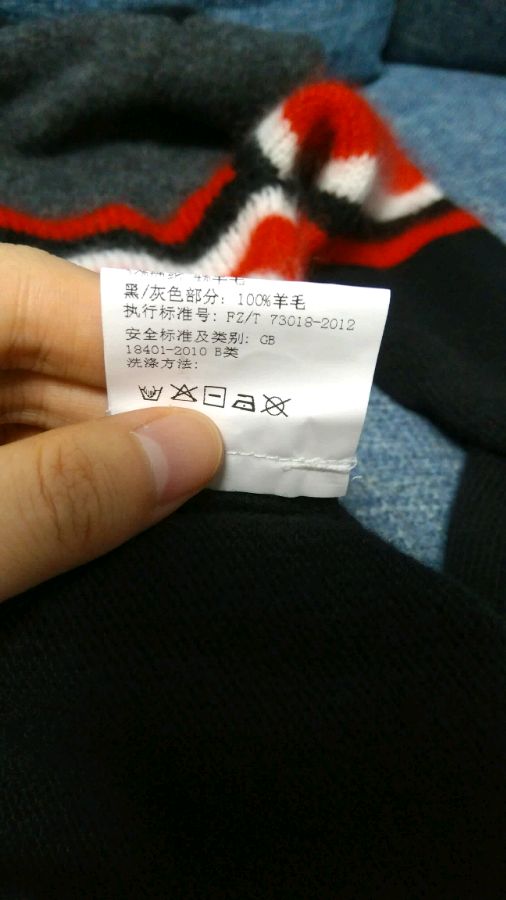 黑/灰色部分: 100%羊毛
执行标准号: FZ/T 73018-2012
安全标准及类别: GB
18401-2010 B类
洗涤方法: